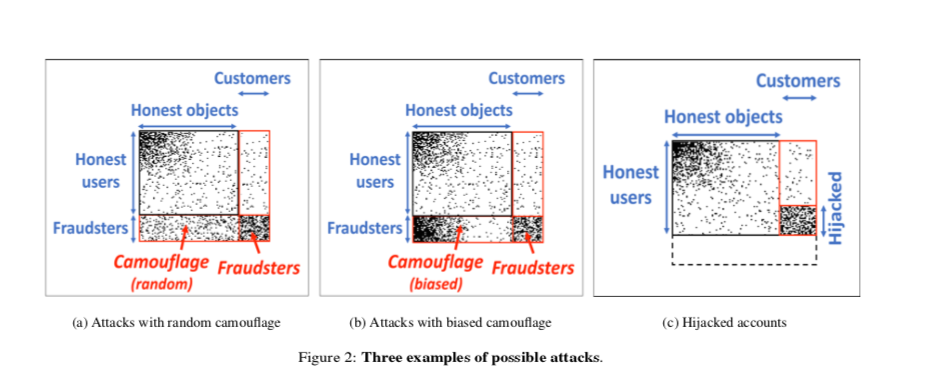 Customers
Honest objects
Honest
users
Fraudsters
Camouflage Fraudsters
(random)
(a) Attacks with random camouflage
Customers
Honest objects
Honest
users
Fraudsters
Camouflage Fraudsters
(biased)
(b) Attacks with biased camouflage
Customers
Honest objects
Honest
users
Hijacked
(c) Hijacked accounts
Figure 2: Three examples of possible attacks.